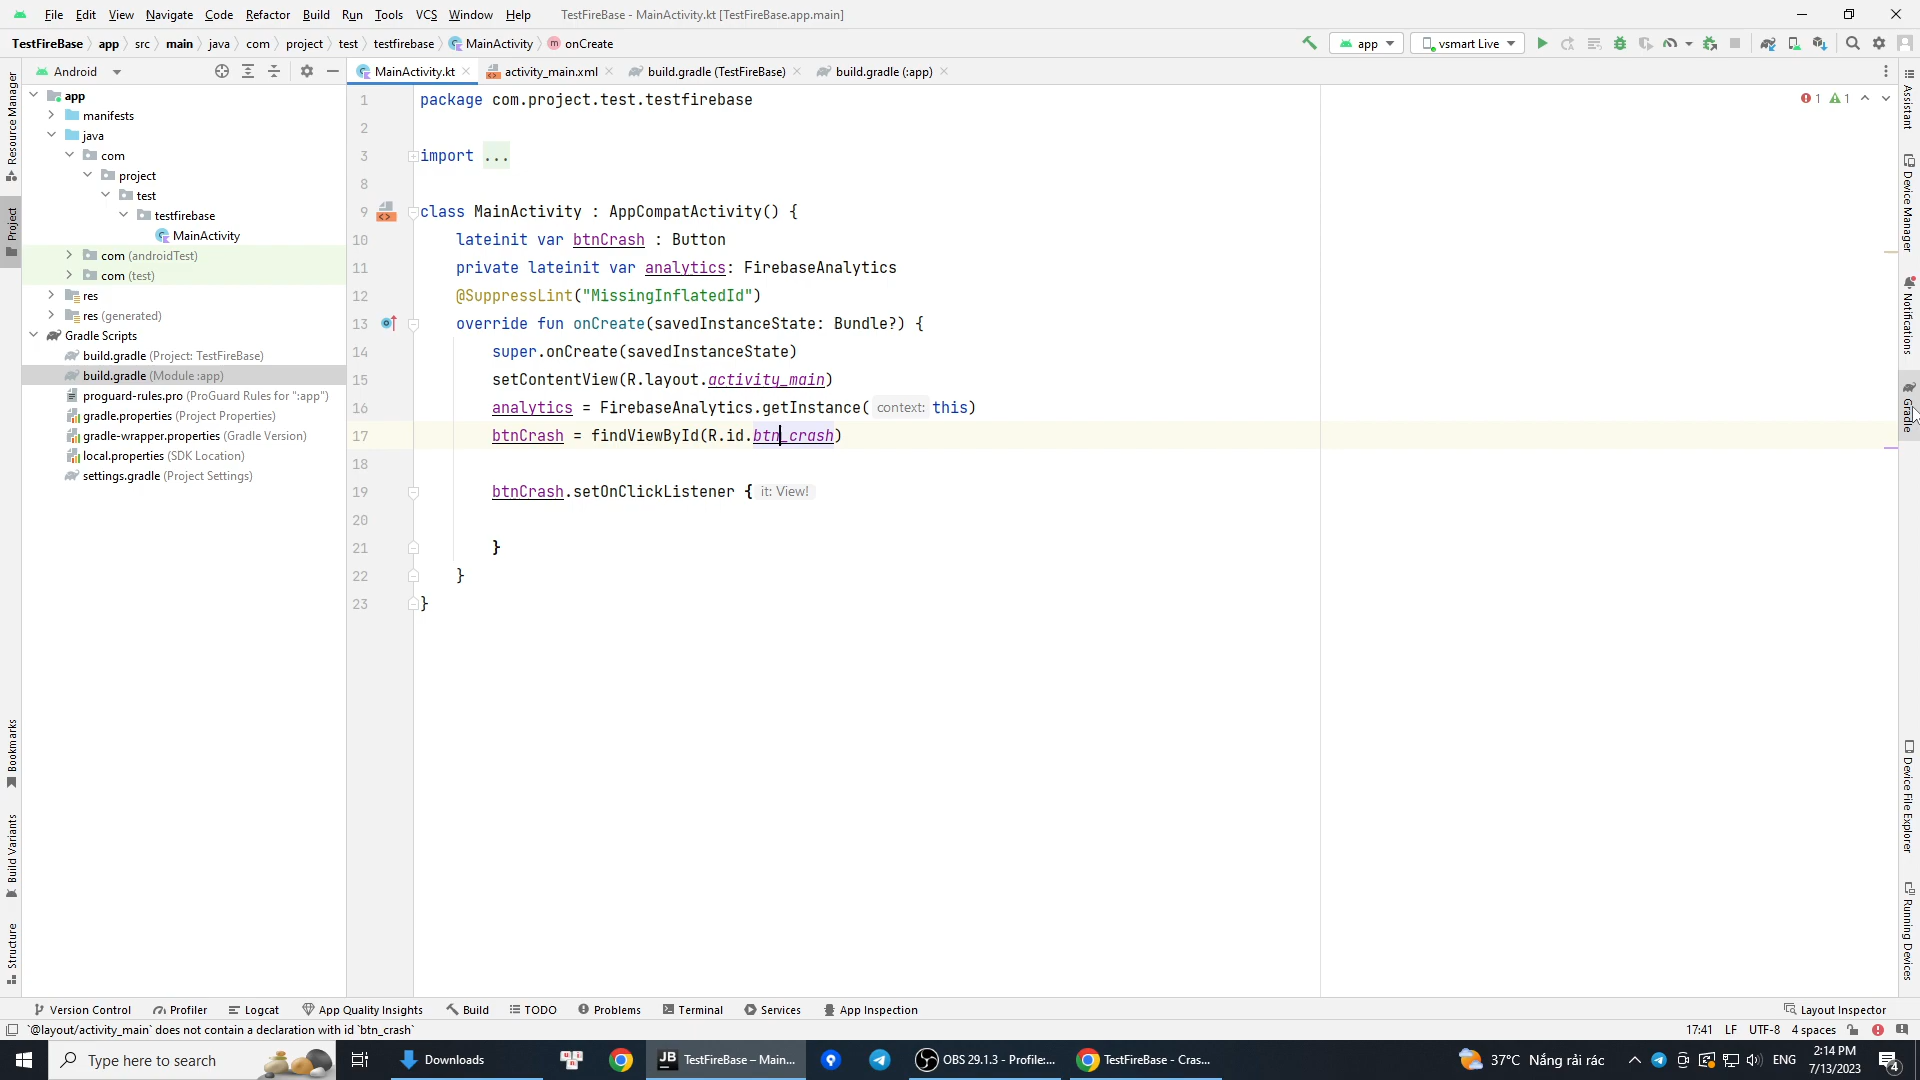 File Edit View Navigate Code Refactor Build Run Tools VCS Window Help TestFireBase - MainActivity.kt [TestFireBase.app.main]
TestFireBase app src main java com project test testfirebase MainActivity onCreate app vsmart Live
Android MainActivity.kt activity_main.xml build.gradle (TestFireBase) build.gradle (:app)
Resource Manager
Project
Bookmarks
Build Variants
Structure
app
manifests
java
com
project
test
testfirebase
MainActivity
com (androidTest)
com (test)
res
res (generated)
Gradle Scripts
build.gradle (Project: TestFireBase)
build.gradle (Module :app)
proguard-rules.pro (ProGuard Rules for ":app")
gradle.properties (Project Properties)
gradle-wrapper.properties (Gradle Version)
local.properties (SDK Location)
settings.gradle (Project Settings)
1 package com.project.test.testfirebase
2
3 import ...
8
9 class MainActivity : AppCompatActivity() {
10 lateinit var btnCrash : Button
11 private lateinit var analytics: FirebaseAnalytics
12 @SuppressLint("MissingInflatedId")
13 override fun onCreate(savedInstanceState: Bundle?) {
14 super.onCreate(savedInstanceState)
15 setContentView(R.layout.activity_main)
16 analytics = FirebaseAnalytics.getInstance( context: this)
17 btnCrash = findViewById(R.id.btn_crash)
18
19 btnCrash.setOnClickListener { it: View!
20
21 }
22 }
23 }
1 1
Assistant
Device Manager
Notifications
Gradle
Device File Explorer
Running Devices
Version Control Profiler Logcat App Quality Insights Build TODO Problems Terminal Services App Inspection Layout Inspector
`@layout/activity_main` does not contain a declaration with id `btn_crash` 17:41 LF UTF-8 4 spaces
Type here to search Downloads JB TestFireBase – Main... OBS 29.1.3 - Profile:... TestFireBase - Cras... 37°C Nắng rải rác ENG 2:14 PM
7/13/2023
4